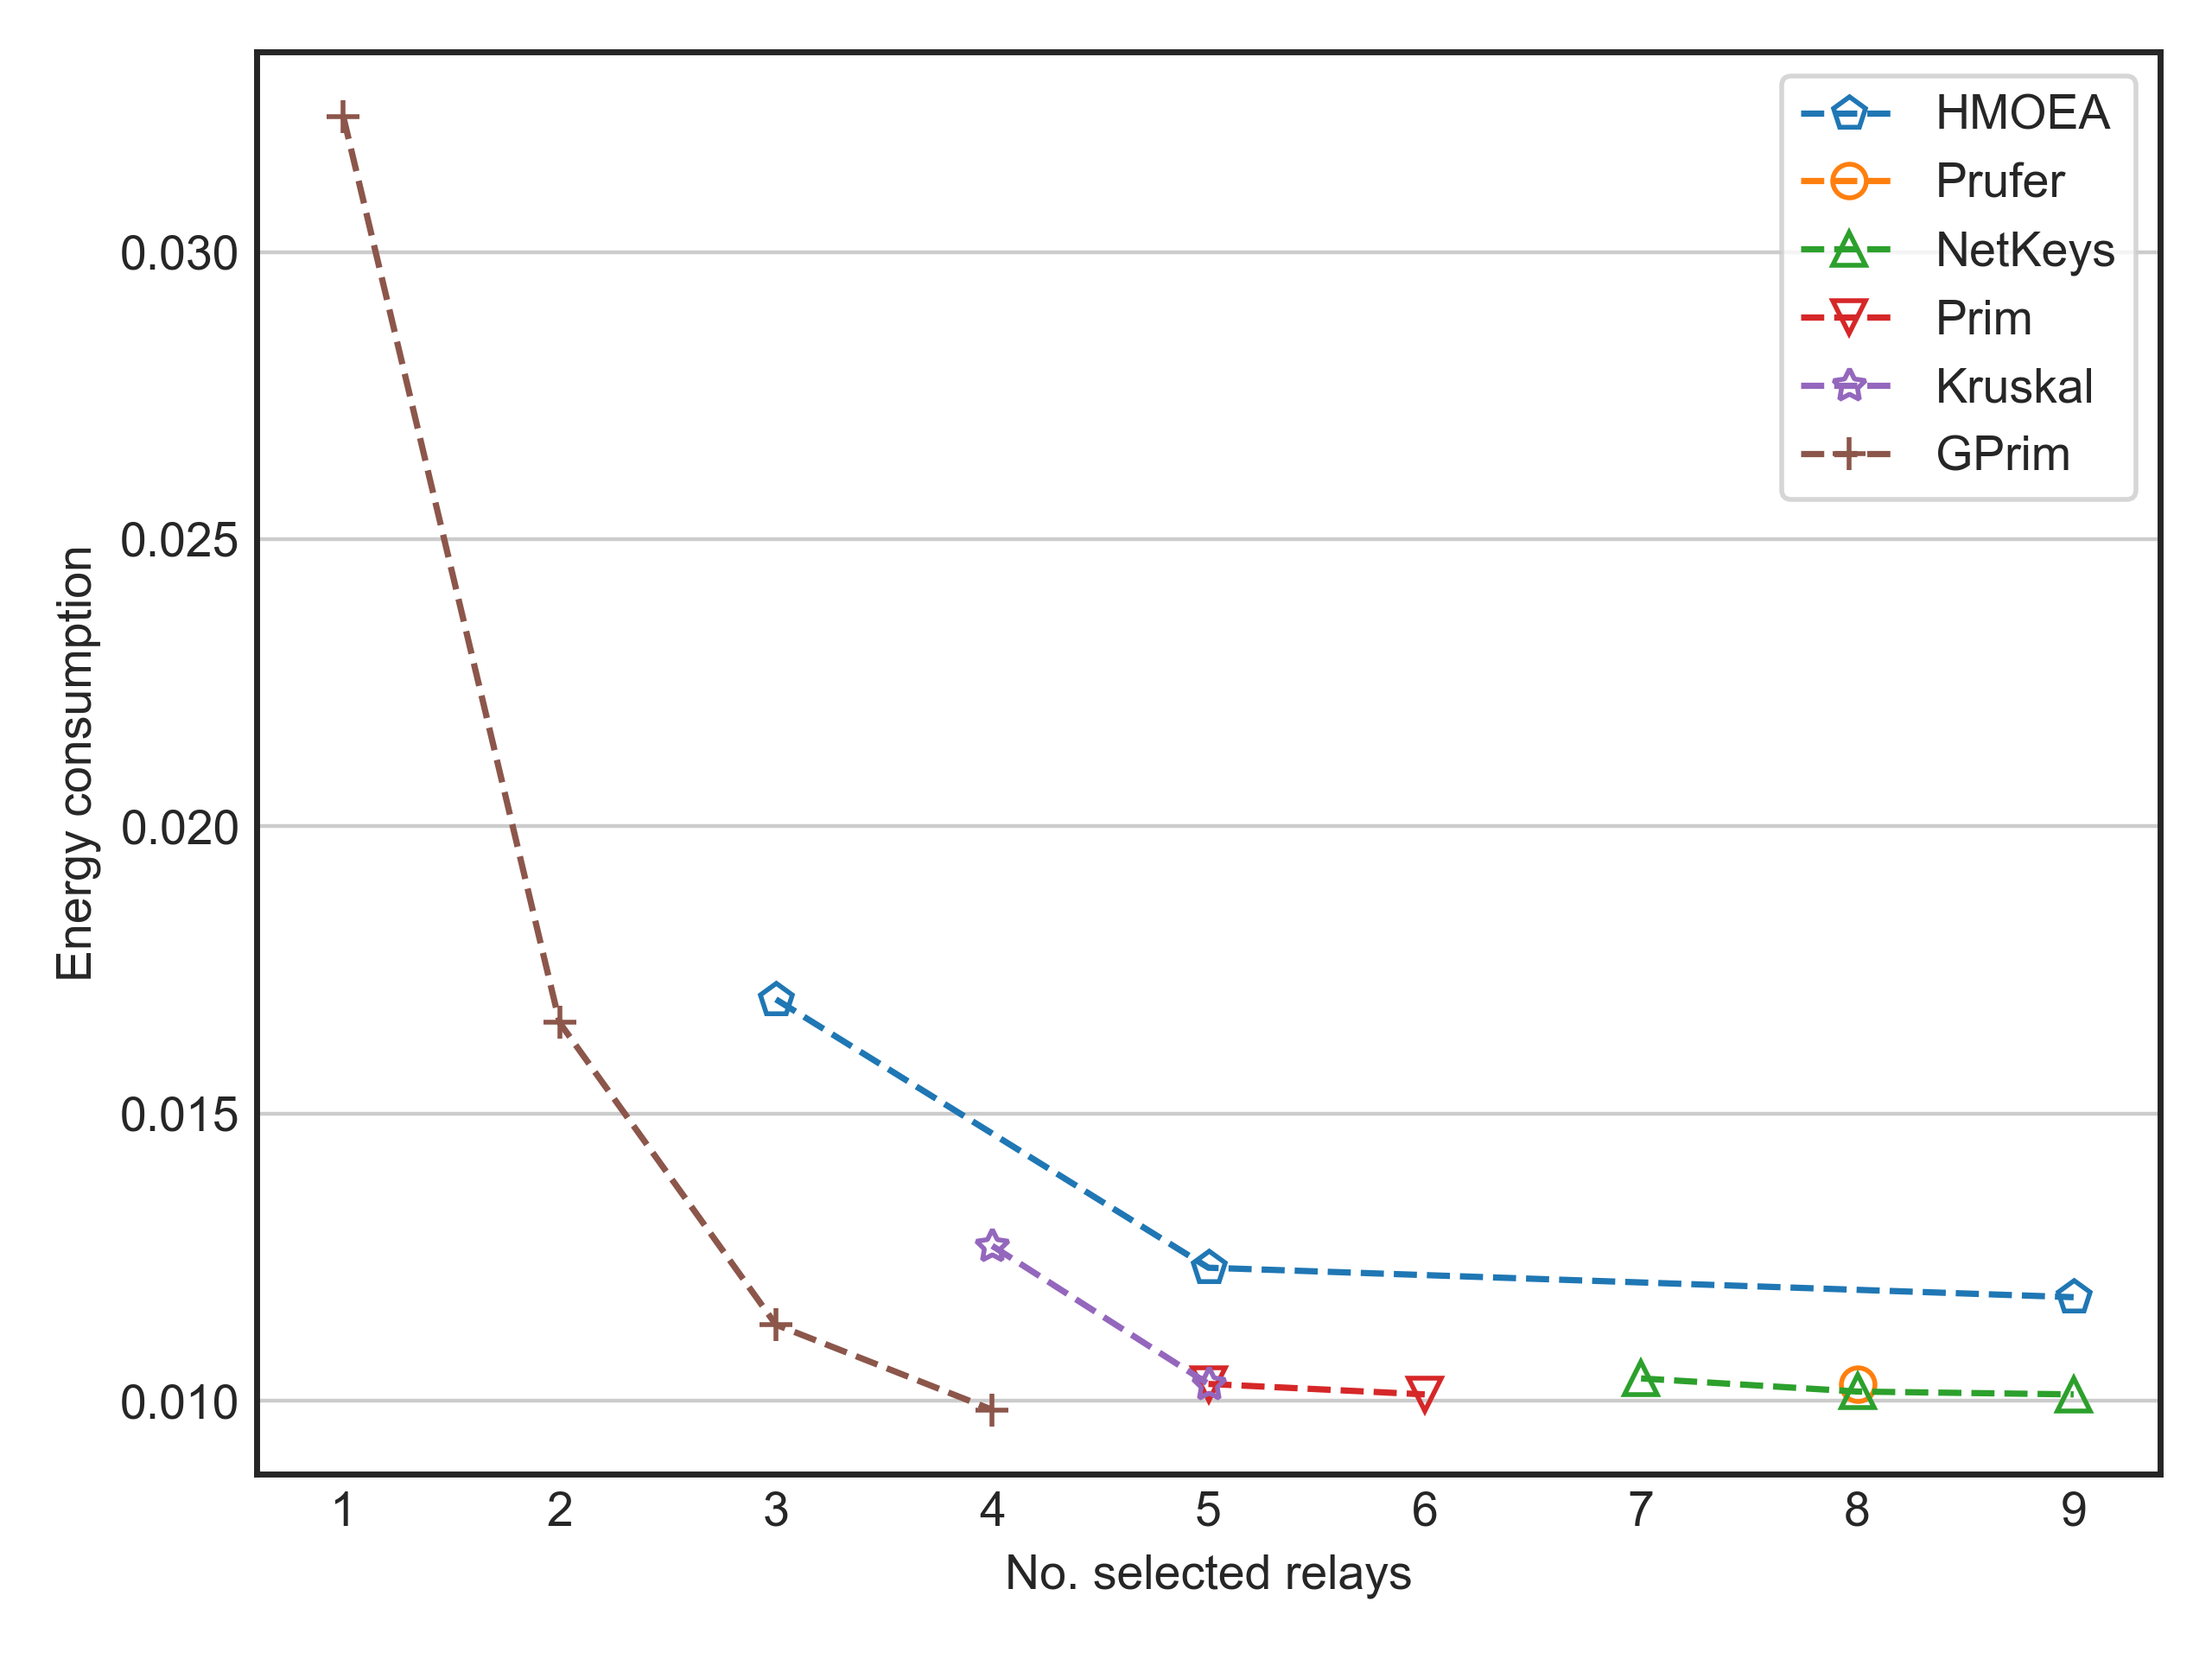 HMOEA
Prufer
NetKeys
Prim
Kruskal
GPrim
0.030
0.025
0.020
0.015
0.010
Energy consumption
1 2 3 4 5 6 7 8 9
No. selected relays